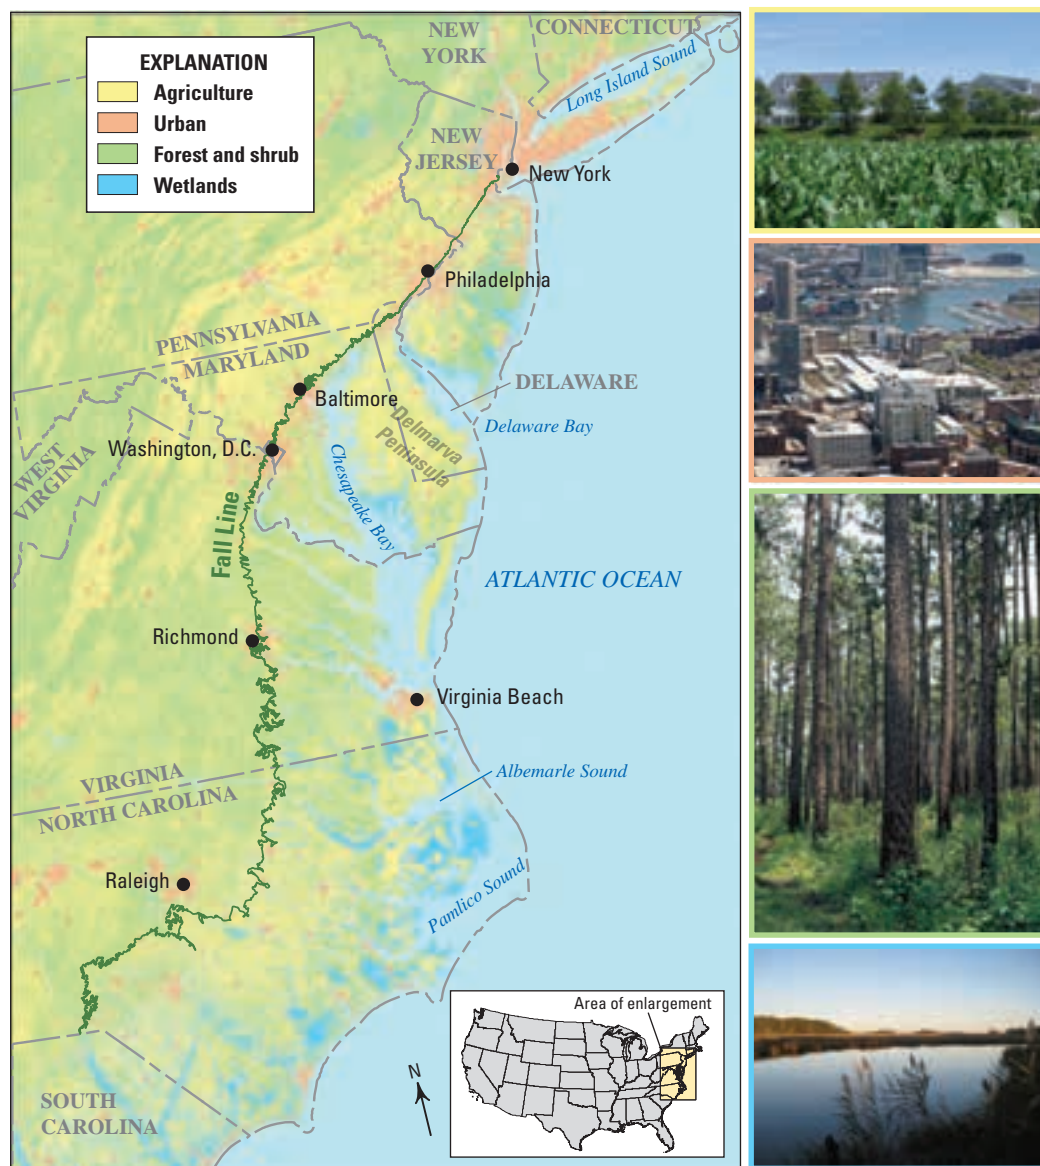 EXPLANATION
Agriculture
Urban
Forest and shrub
Wetlands
NEW
YORK
CONNECTICUT
Long Island Sound
NEW
JERSEY
New York
Philadelphia
PENNSYLVANIA
MARYLAND
Baltimore
DELAWARE
Delaware Bay
Delmarva
Peninsula
Washington, D.C.
WEST
VIRGINIA
Chesapeake
Bay
Fall Line
ATLANTIC OCEAN
Richmond
Virginia Beach
VIRGINIA
NORTH CAROLINA
Albemarle Sound
Raleigh
Pamlico Sound
Area of enlargement
N
SOUTH
CAROLINA